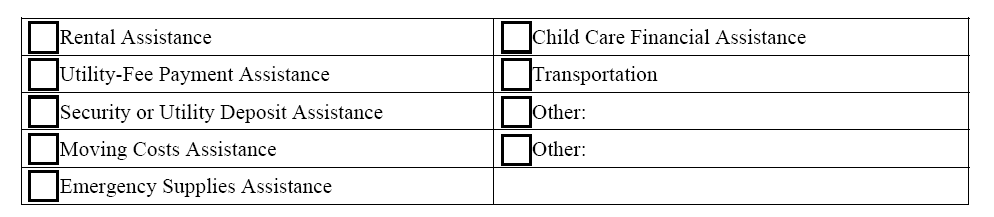 Rental Assistance
Child Care Financial Assistance
Utility-Fee Payment Assistance
Transportation
Security or Utility Deposit Assistance
Other:
Moving Costs Assistance
Other:
Emergency Supplies Assistance